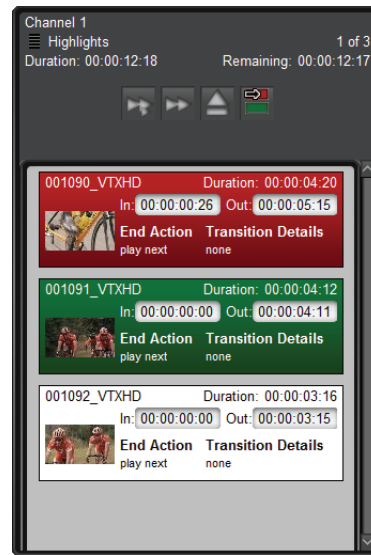 Channel 1
Highlights 1 of 3
Duration: 00:00:12:18 Remaining: 00:00:12:17
001090_VTXHD Duration: 00:00:04:20
In: 00:00:00:26 Out: 00:00:05:15
End Action Transition Details
play next none
001091_VTXHD Duration: 00:00:04:12
In: 00:00:00:00 Out: 00:00:04:11
End Action Transition Details
play next none
001092_VTXHD Duration: 00:00:03:16
In: 00:00:00:00 Out: 00:00:03:15
End Action Transition Details
play next none